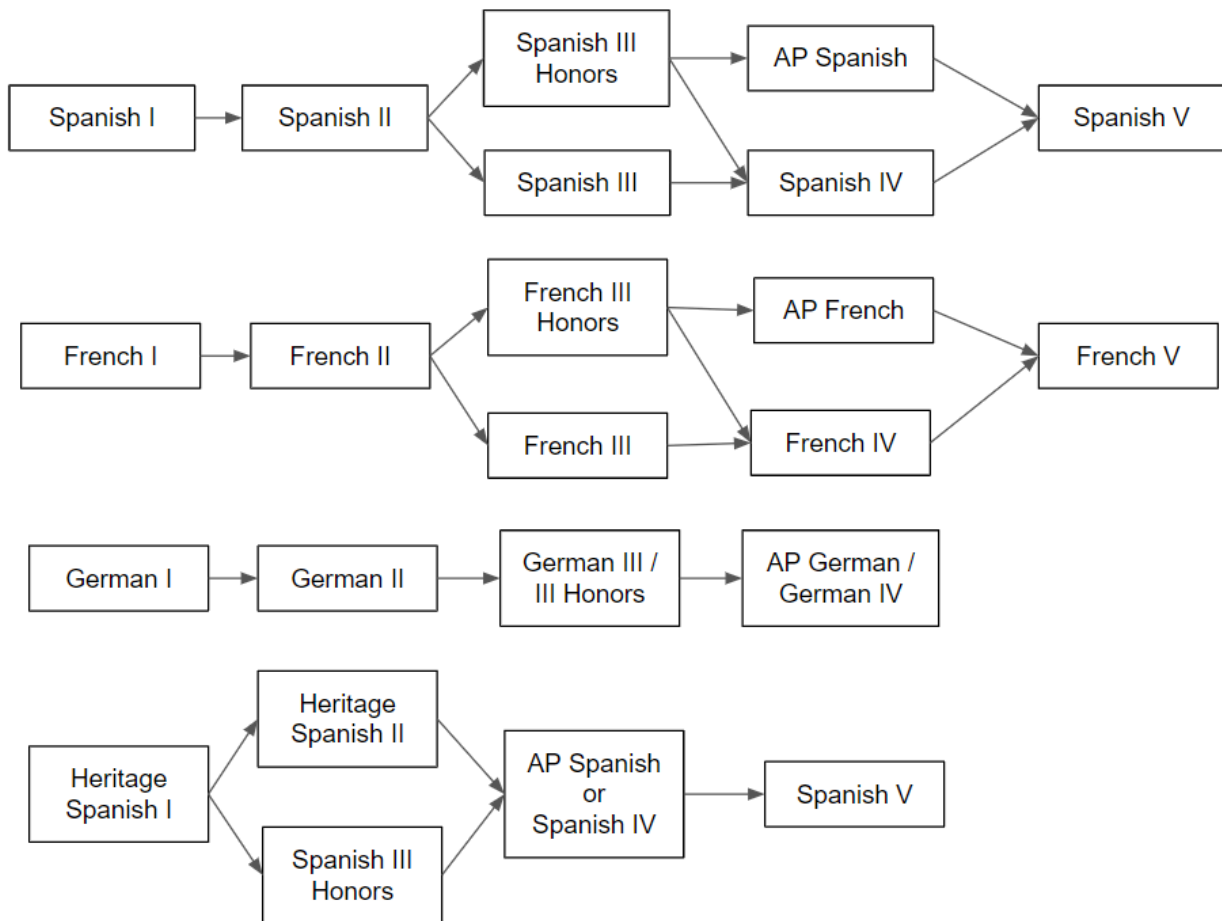 Spanish I
Spanish II
Spanish III
Honors
Spanish III
AP Spanish
Spanish IV
Spanish V
French I
French II
French III
Honors
French III
AP French
French IV
French V
German I
German II
German III /
III Honors
AP German /
German IV
Heritage
Spanish I
Heritage
Spanish II
Spanish III
Honors
AP Spanish
or
Spanish IV
Spanish V